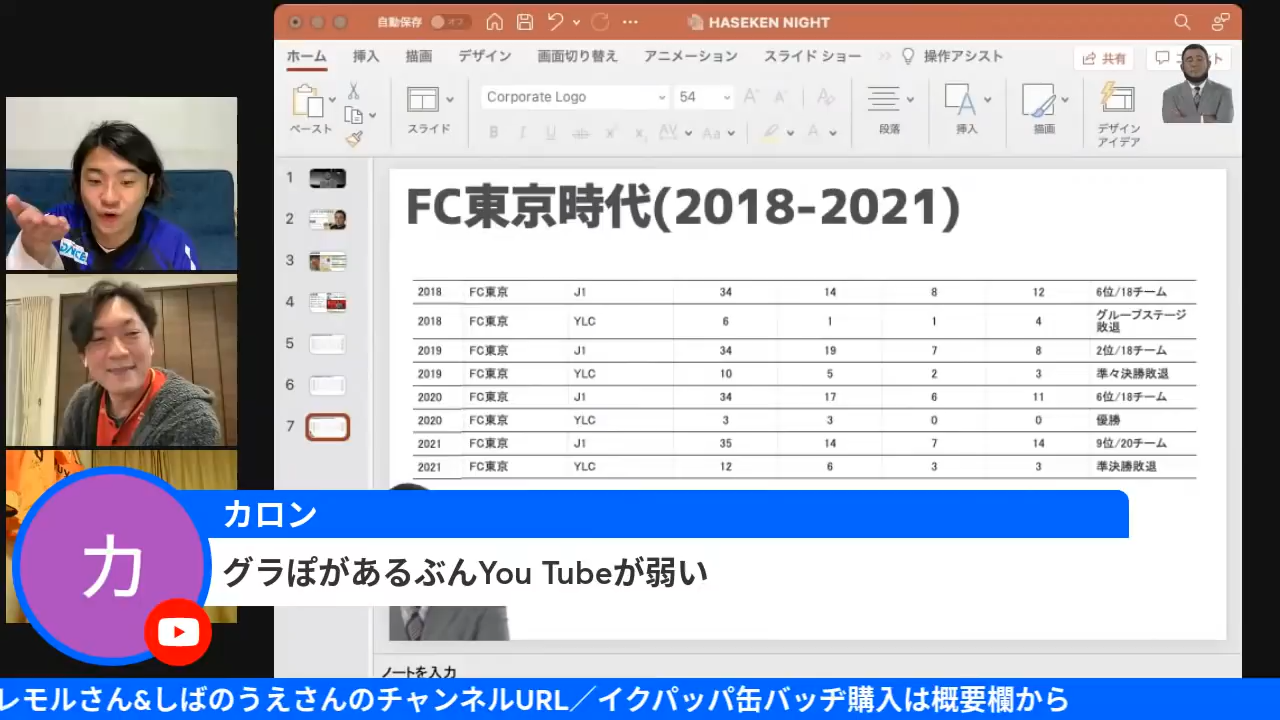 自動保存 オフ
HASEKEN NIGHT
ホーム 挿入 描画 デザイン 画面切り替え アニメーション スライド ショー 操作アシスト
共有
Corporate Logo 54
ペースト スライド 段落 挿入 描画 デザイン
アイデア
B I U
1
2
3
4
5
6
7
FC東京時代(2018-2021)
2018 FC東京 J1 34 14 8 12 6位/18チーム
2018 FC東京 YLC 6 1 1 4 グループステージ
敗退
2019 FC東京 J1 34 19 7 8 2位/18チーム
2019 FC東京 YLC 10 5 2 3 準々決勝敗退
2020 FC東京 J1 34 17 6 11 6位/18チーム
2020 FC東京 YLC 3 3 0 0 優勝
2021 FC東京 J1 35 14 7 14 9位/20チーム
2021 FC東京 YLC 12 6 3 3 準決勝敗退
カ
カロン
グラぽがあるぶんYou Tubeが弱い
ノートを入力
レモルさん&しばのうえさんのチャンネルURL／イクパッパ缶バッヂ購入は概要欄から